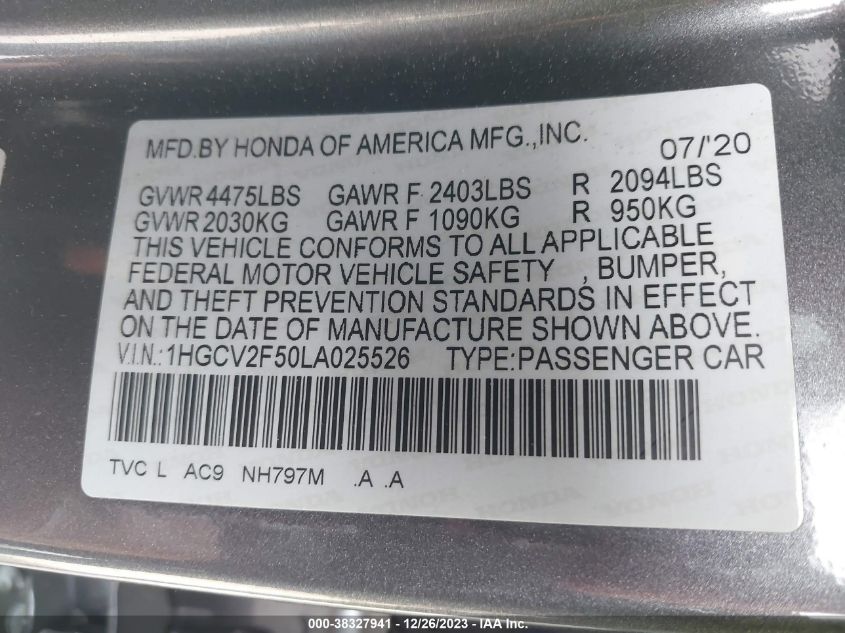 MFD.BY HONDA OF AMERICA MFG.,INC. 07/'20
GVWR 4475LBS GAWR F 2403LBS R 2094LBS
GVWR 2030KG GAWR F 1090KG R 950KG
THIS VEHICLE CONFORMS TO ALL APPLICABLE
FEDERAL MOTOR VEHICLE SAFETY , BUMPER,
AND THEFT PREVENTION STANDARDS IN EFFECT
ON THE DATE OF MANUFACTURE SHOWN ABOVE.
V.I.N.:1HGCV2F50LA025526 TYPE:PASSENGER CAR
TVC L AC9 NH797M .A .A
000-38327941 - 12/26/2023 - IAA Inc.